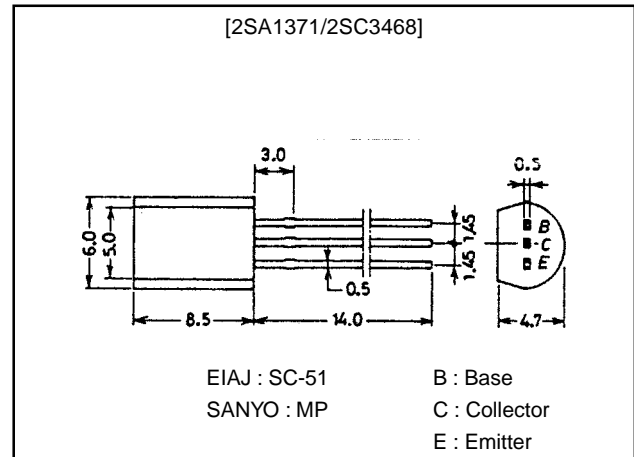 [2SA1371/2SC3468]
3.0
0.5
6.0
5.0
1.45
1.45
B
C
E
0.5
8.5
14.0
4.7
EIAJ : SC-51
B : Base
SANYO : MP
C : Collector
E : Emitter